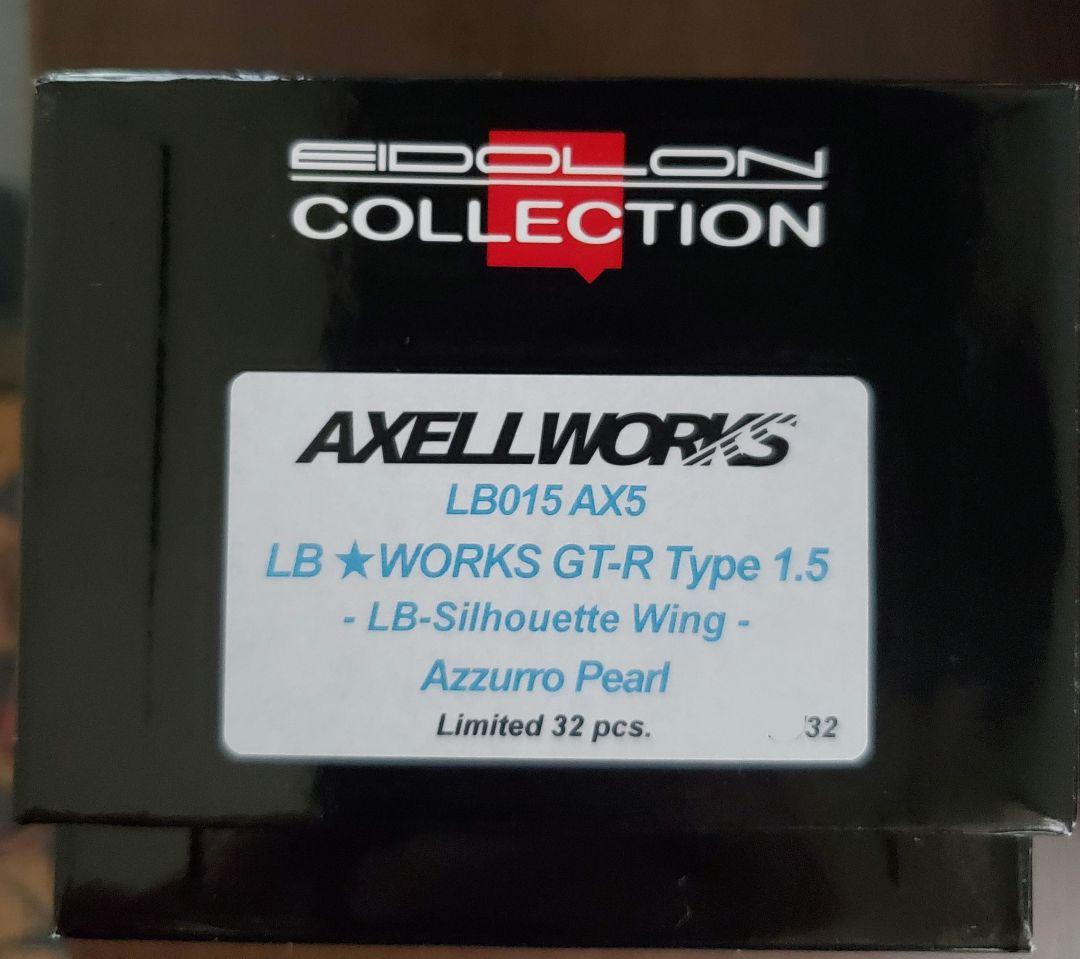 EIDOLON
COLLECTION
AXELLWORKS
LB015 AX5
LB ★WORKS GT-R Type 1.5
- LB-Silhouette Wing -
Azzurro Pearl
Limited 32 pcs. /32